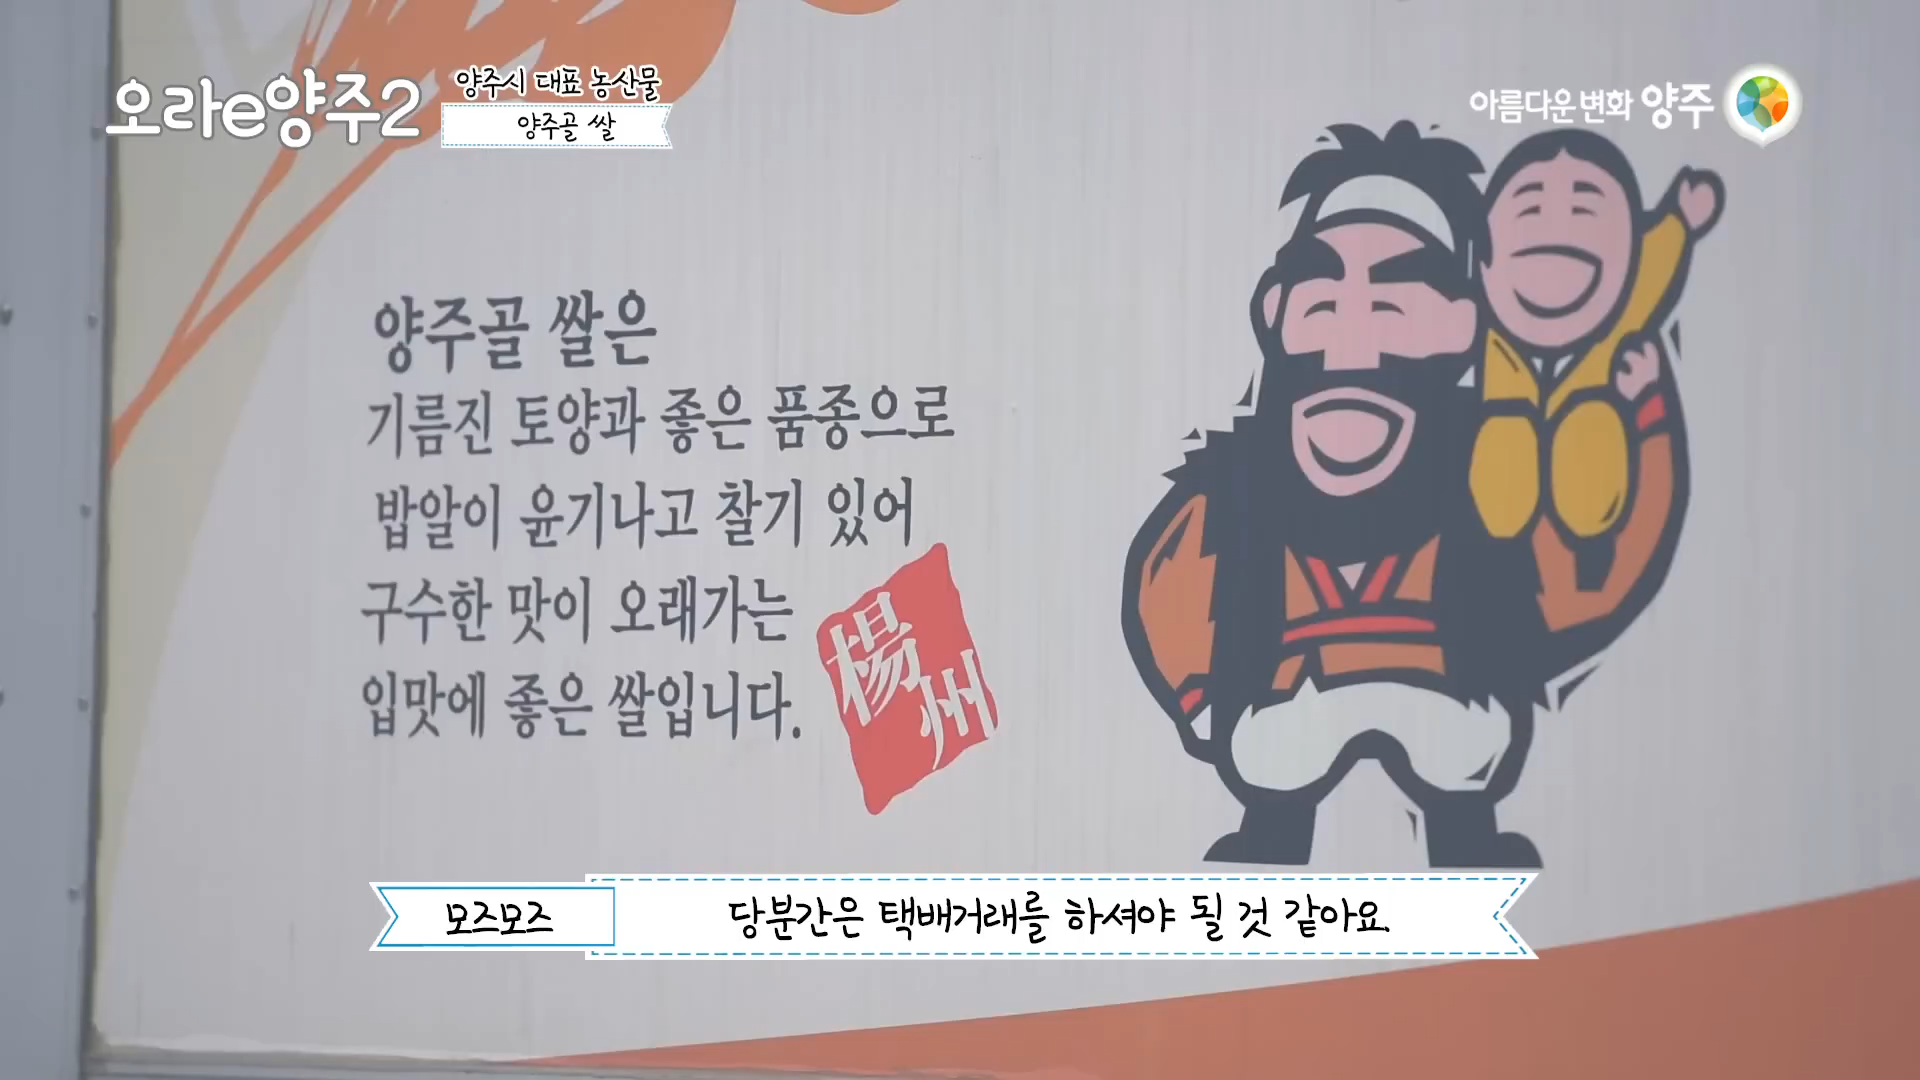 오라e양주2
양주시 대표 농산물
양주골 쌀
아름다운 변화 양주
양주골 쌀은
기름진 토양과 좋은 품종으로
밥알이 윤기나고 찰기 있어
구수한 맛이 오래가는
입맛에 좋은 쌀입니다.
楊州
모즈모즈
당분간은 택배거래를 하셔야 될 것 같아요.